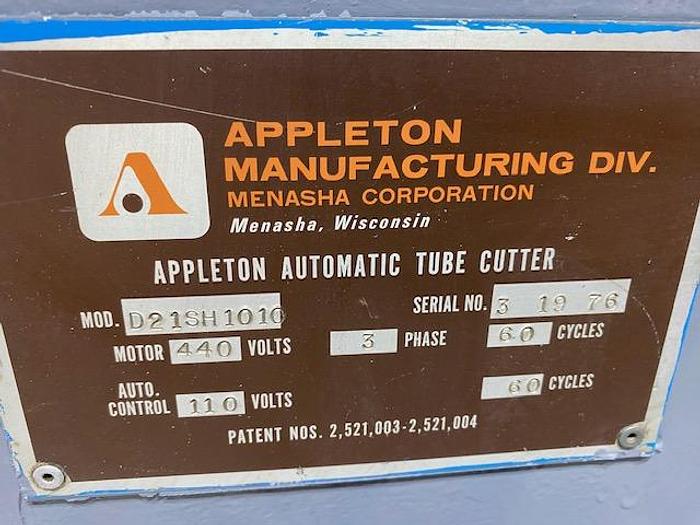 APPLETON
MANUFACTURING DIV.
MENASHA CORPORATION
Menasha, Wisconsin
APPLETON AUTOMATIC TUBE CUTTER
MOD. D21SH1010 SERIAL NO. 3 19 76
MOTOR 440 VOLTS 3 PHASE 60 CYCLES
AUTO. CONTROL 110 VOLTS 60 CYCLES
PATENT NOS. 2,521,003-2,521,004